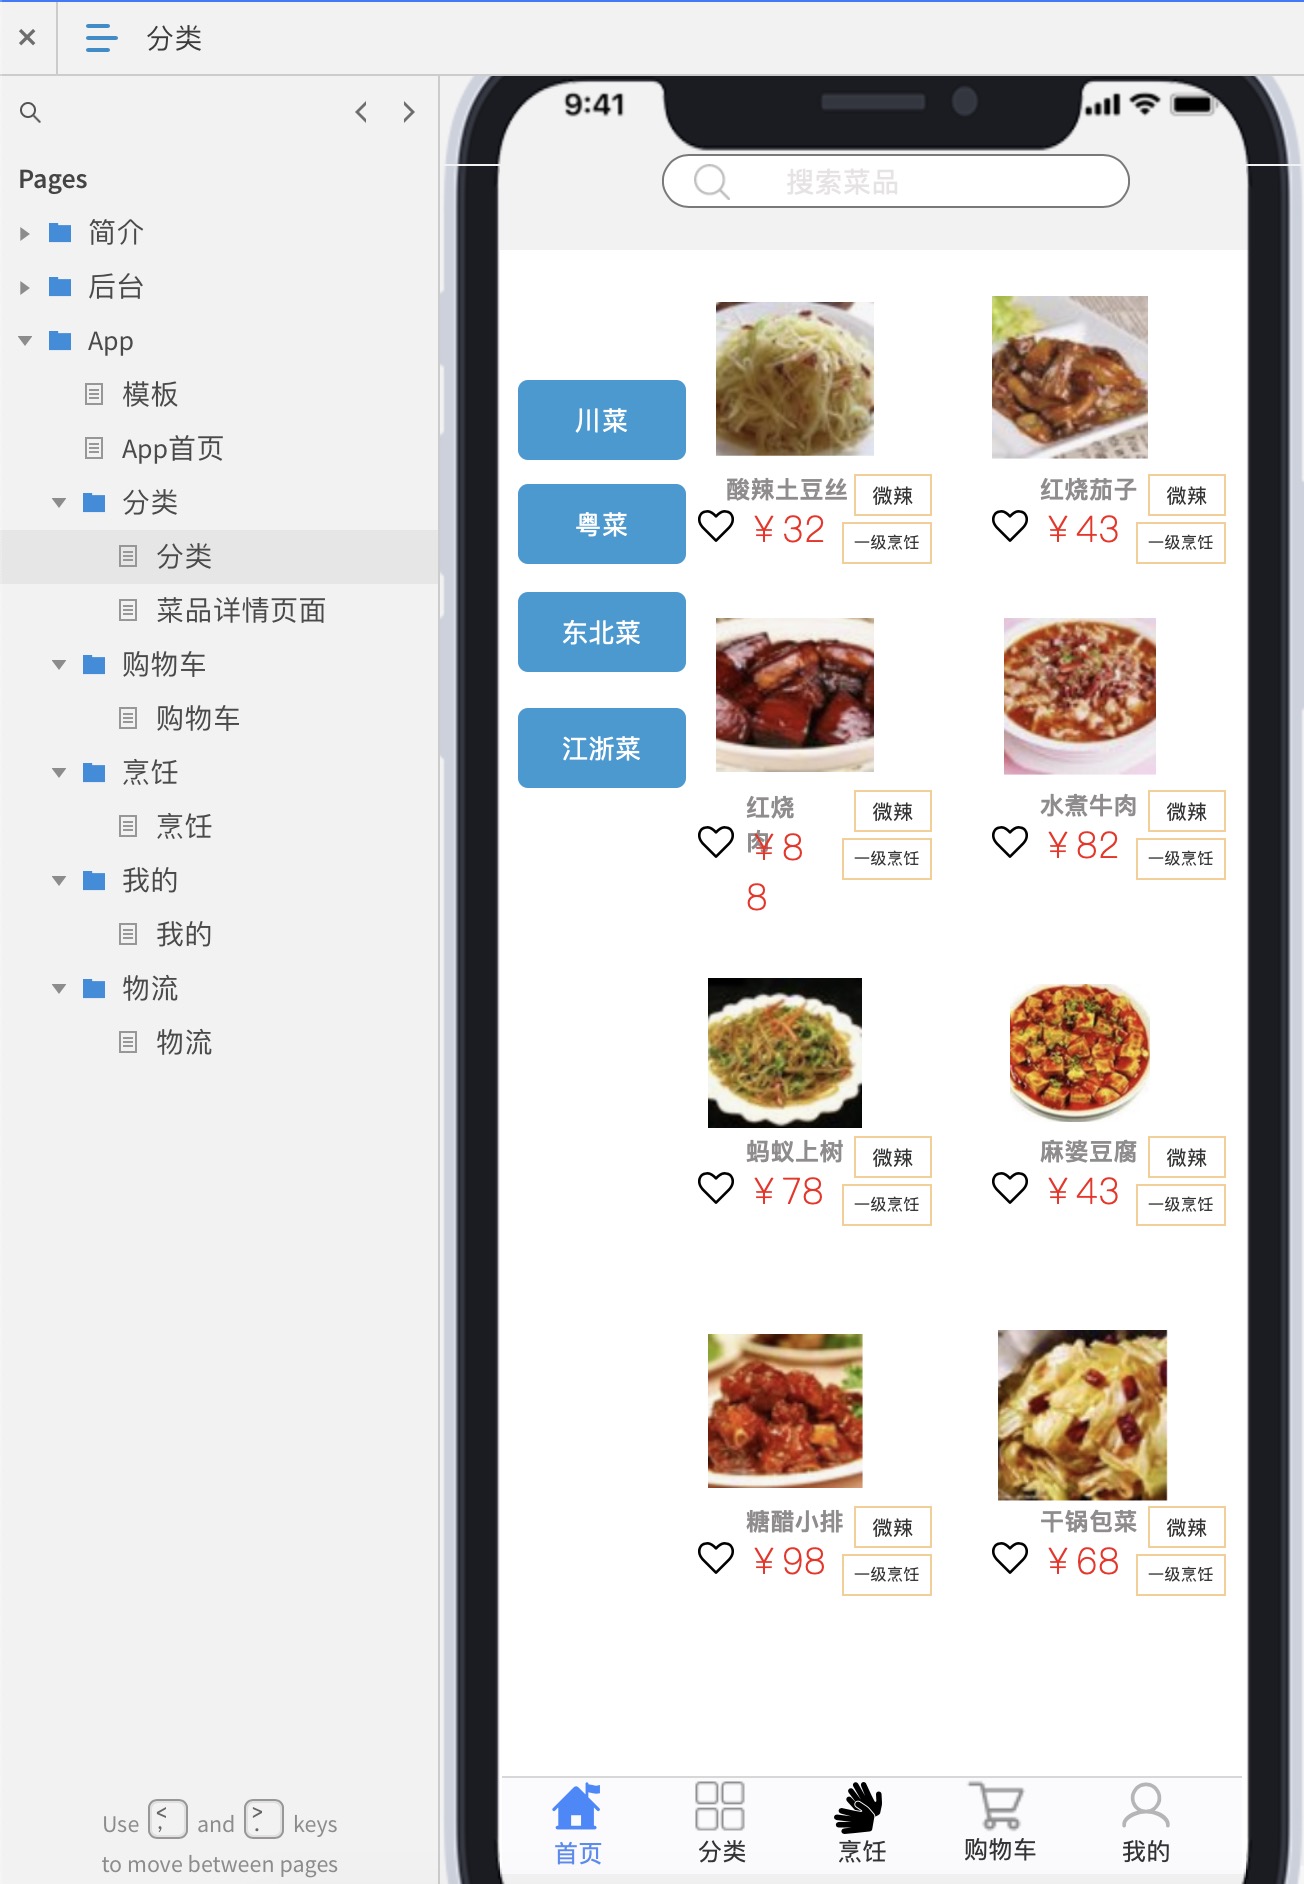 分类
Pages
简介
后台
App
模板
App首页
分类
分类
菜品详情页面
购物车
购物车
烹饪
烹饪
我的
我的
物流
物流
Use < , and > . keys
to move between pages
9:41
搜索菜品
川菜
粤菜
东北菜
江浙菜
酸辣土豆丝 微辣
¥32 一级烹饪
红烧茄子 微辣
¥43 一级烹饪
红烧
肉
微辣
¥8
8
一级烹饪
水煮牛肉 微辣
¥82 一级烹饪
蚂蚁上树 微辣
¥78 一级烹饪
麻婆豆腐 微辣
¥43 一级烹饪
糖醋小排 微辣
¥98 一级烹饪
干锅包菜 微辣
¥68 一级烹饪
首页 分类 烹饪 购物车 我的